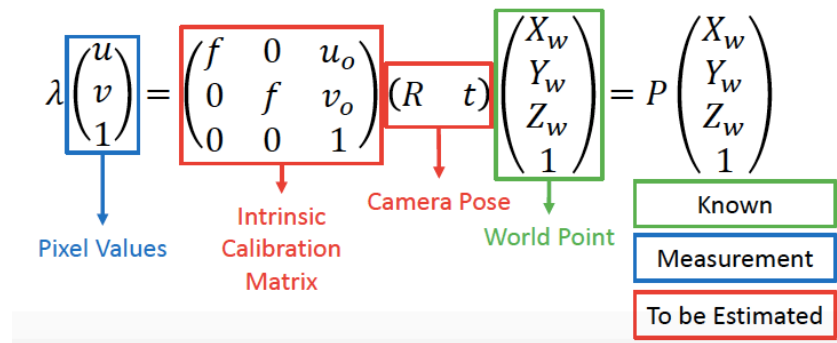 λ(u v 1) = (f 0 u_o
0 f v_o
0 0 1) (R t) (X_w Y_w Z_w 1) = P (X_w Y_w Z_w 1)
Pixel Values
Intrinsic
Calibration
Matrix
Camera Pose
World Point
Known
Measurement
To be Estimated